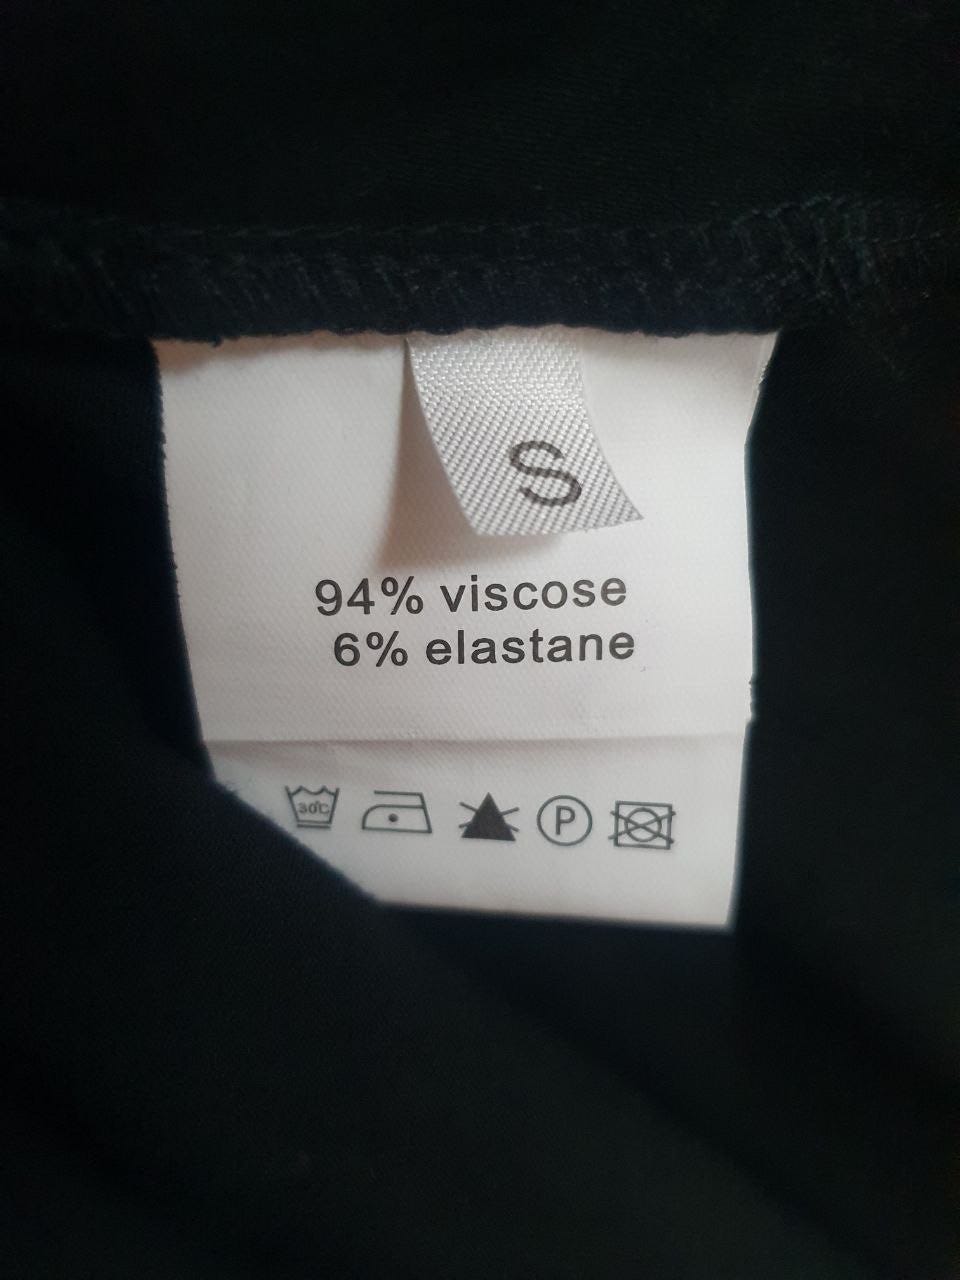 S
94% viscose
6% elastane
30°C P